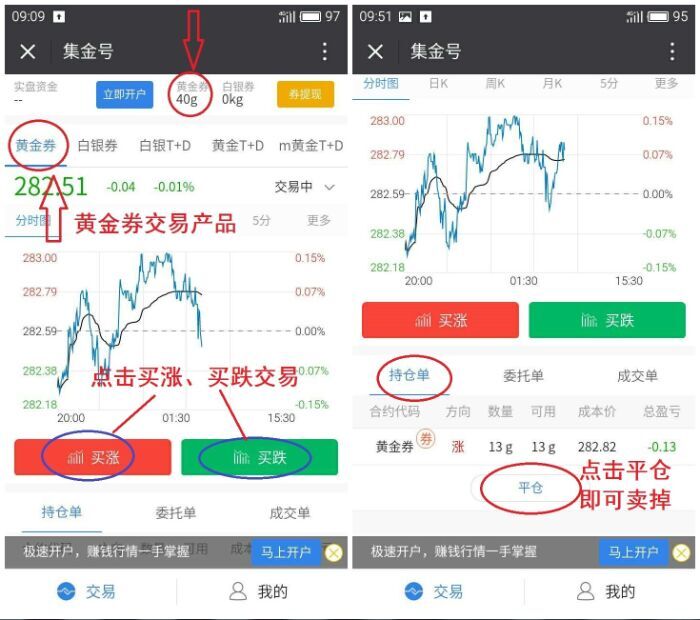 09:09
97
集金号
实盘资金
黄金券
白银券
--
立即开户
40g
0kg
券提现
黄金券 白银券 白银T+D 黄金T+D m黄金T+D
282.51 -0.04 -0.01% 交易中
分时图
5分 更多
黄金券交易产品
283.00 0.15%
282.79 0.07%
282.59 0.00%
282.38 -0.07%
282.18 -0.15%
20:00 01:30 15:30
点击买涨、买跌交易
买涨 买跌
持仓单 委托单 成交单
极速开户，赚钱行情一手掌握 马上开户
交易 我的
09:51
95
集金号
分时图 日K 周K 月K 5分 更多
283.00 0.15%
282.79 0.07%
282.59 0.00%
282.38 -0.07%
282.18 -0.15%
20:00 01:30 15:30
买涨 买跌
持仓单 委托单 成交单
合约代码 方向 数量 可用 成本价 总盈亏
黄金券 券 涨 13 g 13 g 282.82 -0.13
平仓
点击平仓
即可卖掉
极速开户，赚钱行情一手掌握 马上开户
交易 我的